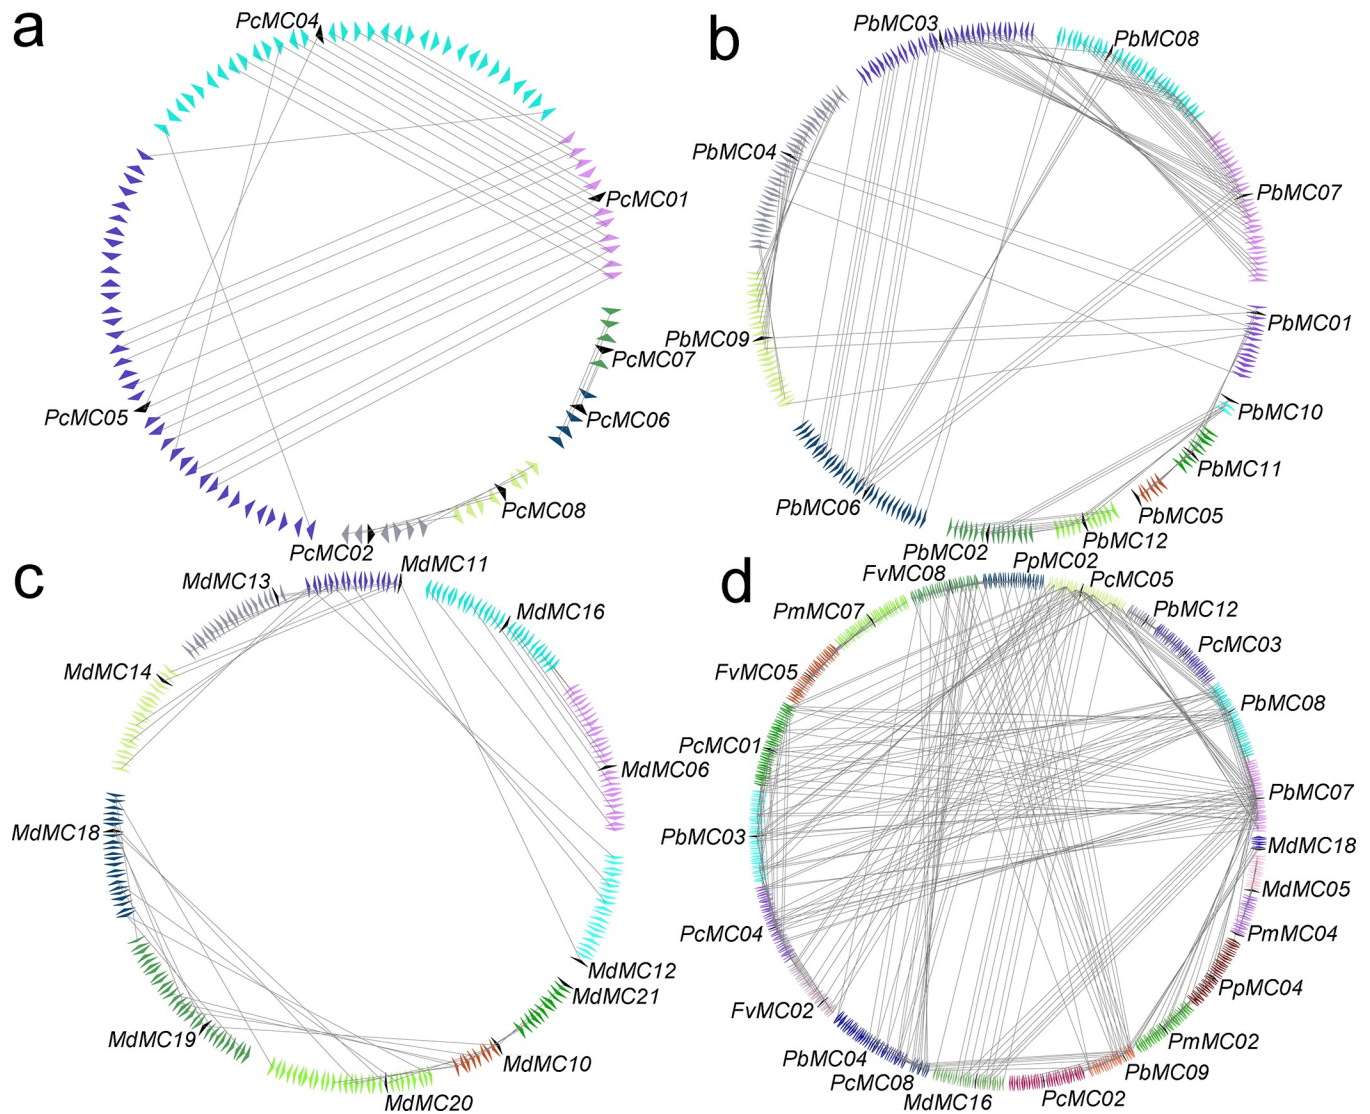 a
PcMC04
PcMC01
PcMC07
PcMC06
PcMC05
PcMC08
PcMC02
b
PbMC03
PbMC08
PbMC04
PbMC07
PbMC01
PbMC09
PbMC10
PbMC11
PbMC06
PbMC05
PbMC12
PbMC02
c
MdMC13
MdMC11
MdMC16
MdMC14
MdMC06
MdMC18
MdMC12
MdMC21
MdMC19
MdMC10
MdMC20
d
FvMC08
PpMC02
PcMC05
PmMC07
PbMC12
PcMC03
FvMC05
PbMC08
PcMC01
PbMC07
PbMC03
MdMC18
MdMC05
PcMC04
PmMC04
PpMC04
FvMC02
PmMC02
PbMC04
PbMC09
PcMC08
PcMC02
MdMC16